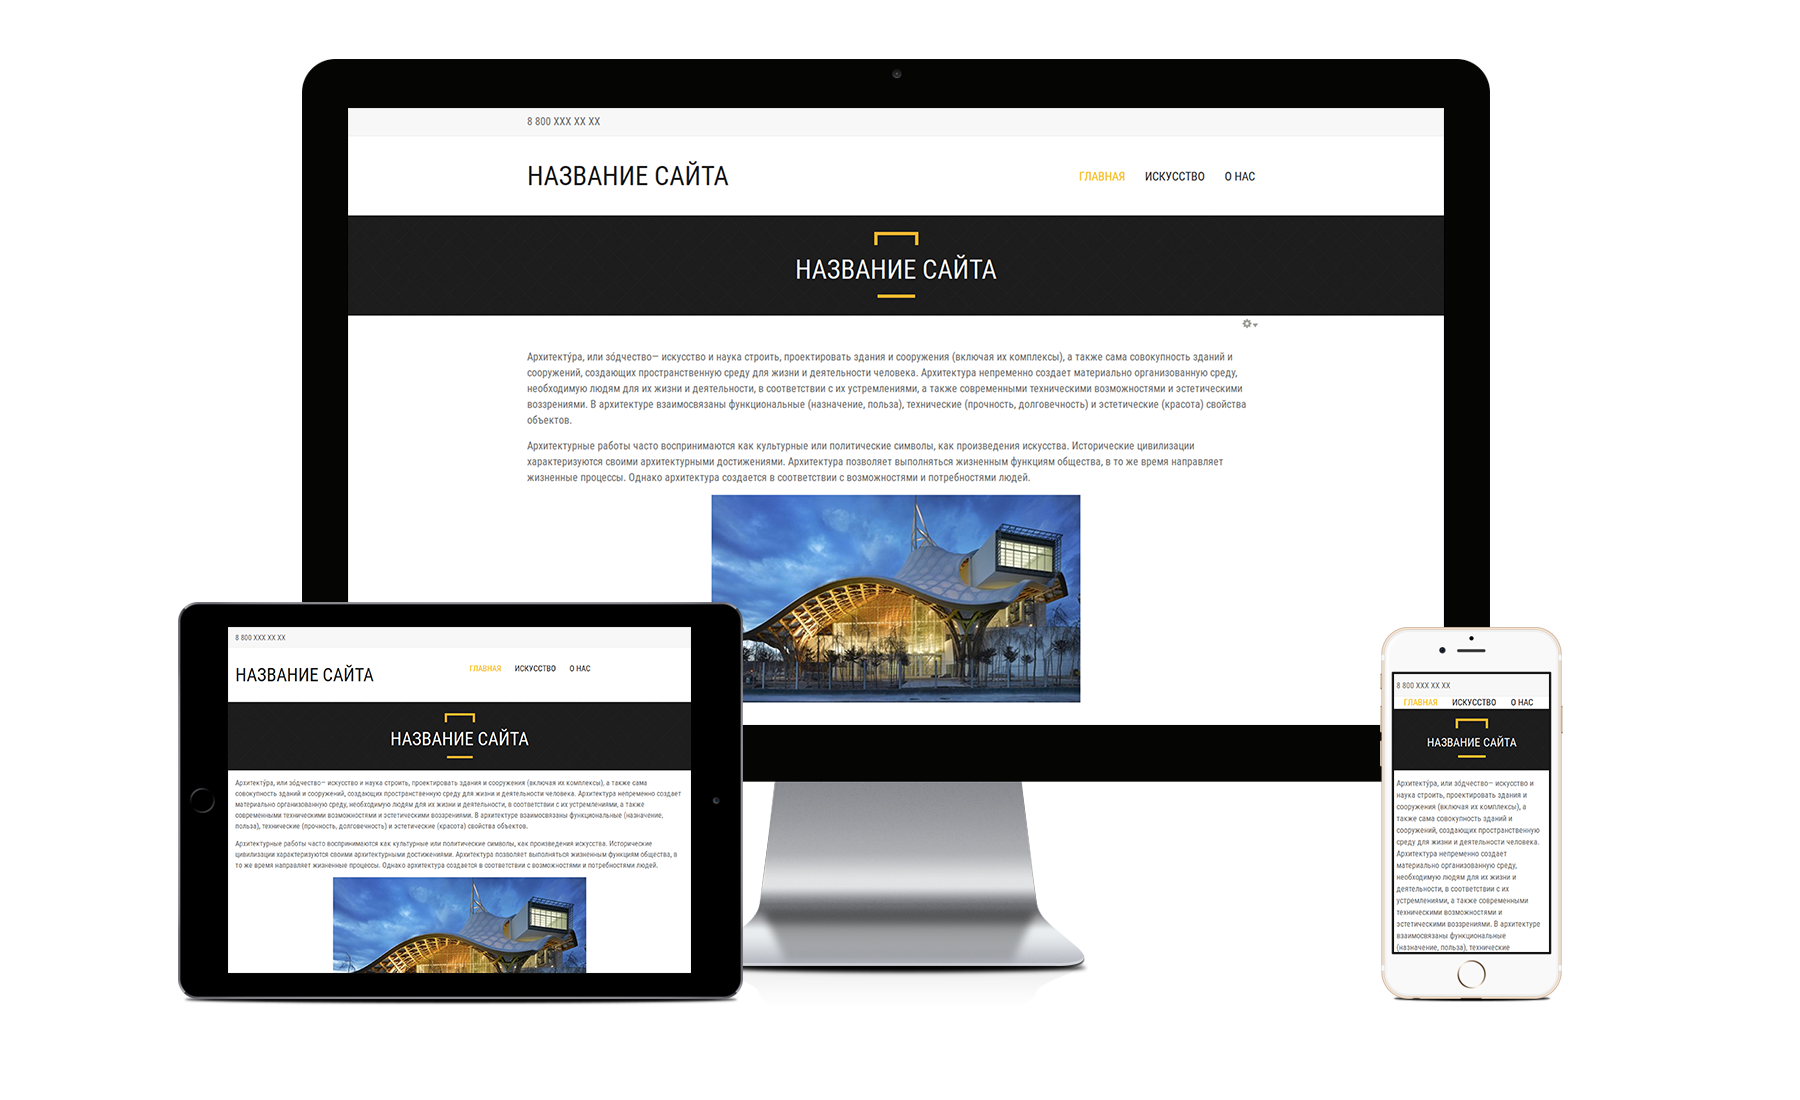 8 800 XXX XX XX
НАЗВАНИЕ САЙТА
ГЛАВНАЯ ИСКУССТВО О НАС
НАЗВАНИЕ САЙТА
Архитекту́ра, или зо́дчество— искусство и наука строить, проектировать здания и сооружения (включая их комплексы), а также сама совокупность зданий и
сооружений, создающих пространственную среду для жизни и деятельности человека. Архитектура непременно создает материально организованную среду,
необходимую людям для их жизни и деятельности, в соответствии с их устремлениями, а также современными техническими возможностями и эстетическими
воззрениями. В архитектуре взаимосвязаны функциональные (назначение, польза), технические (прочность, долговечность) и эстетические (красота) свойства
объектов.
Архитектурные работы часто воспринимаются как культурные или политические символы, как произведения искусства. Исторические цивилизации
характеризуются своими архитектурными достижениями. Архитектура позволяет выполняться жизненным функциям общества, в то же время направляет
жизненные процессы. Однако архитектура создается в соответствии с возможностями и потребностями людей.
8 800 XXX XX XX
НАЗВАНИЕ САЙТА
ГЛАВНАЯ ИСКУССТВО О НАС
НАЗВАНИЕ САЙТА
Архитекту́ра, или зо́дчество— искусство и наука строить, проектировать здания и сооружения (включая их комплексы), а также сама
совокупность зданий и сооружений, создающих пространственную среду для жизни и деятельности человека. Архитектура непременно создает
материально организованную среду, необходимую людям для их жизни и деятельности, в соответствии с их устремлениями, а также
современными техническими возможностями и эстетическими воззрениями. В архитектуре взаимосвязаны функциональные (назначение,
польза), технические (прочность, долговечность) и эстетические (красота) свойства объектов.
Архитектурные работы часто воспринимаются как культурные или политические символы, как произведения искусства. Исторические
цивилизации характеризуются своими архитектурными достижениями. Архитектура позволяет выполняться жизненным функциям общества, в
то же время направляет жизненные процессы. Однако архитектура создается в соответствии с возможностями и потребностями людей.
8 800 XXX XX XX
ГЛАВНАЯ ИСКУССТВО О НАС
НАЗВАНИЕ САЙТА
Архитекту́ра, или зо́дчество— искусство и
наука строить, проектировать здания и
сооружения (включая их комплексы), а
также сама совокупность зданий и
сооружений, создающих пространственную
среду для жизни и деятельности человека.
Архитектура непременно создает
материально организованную среду,
необходимую людям для их жизни и
деятельности, в соответствии с их
устремлениями, а также современными
техническими возможностями и
эстетическими воззрениями. В архитектуре
взаимосвязаны функциональные
(назначение, польза), технические